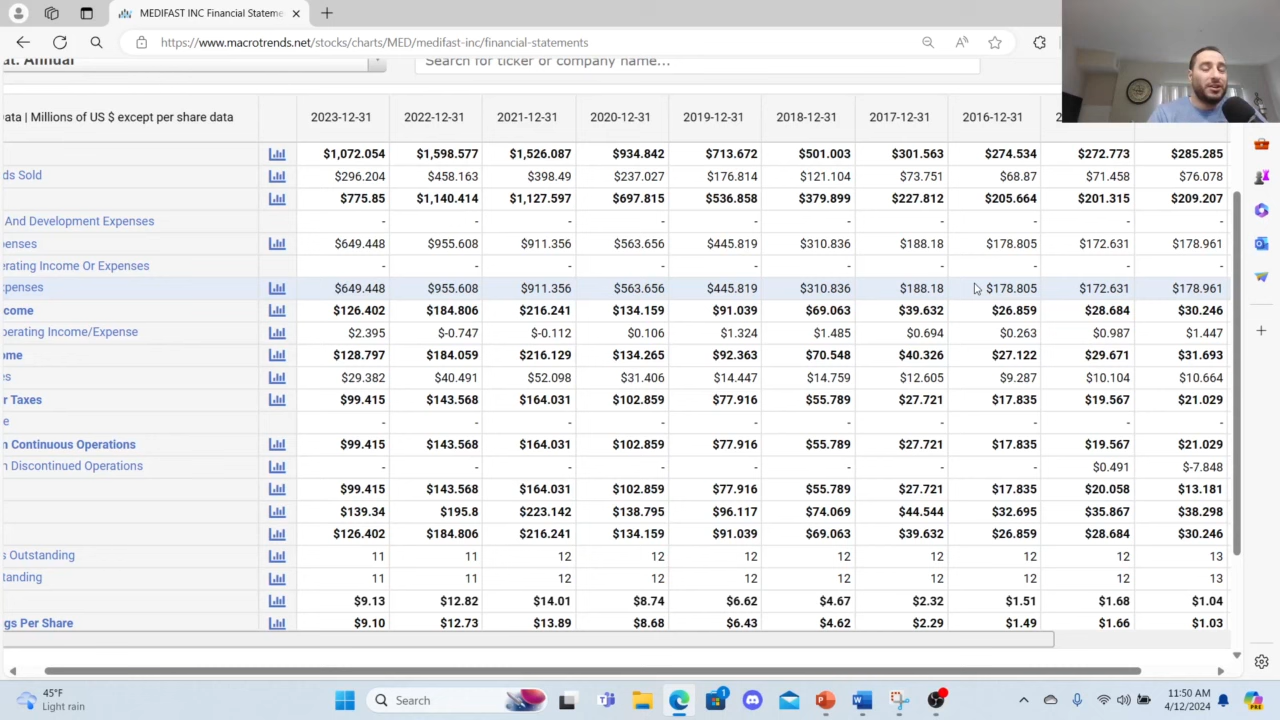 MEDIFAST INC Financial Stateme
https://www.macrotrends.net/stocks/charts/MED/medifast-inc/financial-statements
at: Annual
Search for ticker or company name...
ata | Millions of US $ except per share data 2023-12-31 2022-12-31 2021-12-31 2020-12-31 2019-12-31 2018-12-31 2017-12-31 2016-12-31 2
$1,072.054 $1,598.577 $1,526.087 $934.842 $713.672 $501.003 $301.563 $274.534 $272.773 $285.285
ds Sold $296.204 $458.163 $398.49 $237.027 $176.814 $121.104 $73.751 $68.87 $71.458 $76.078
$775.85 $1,140.414 $1,127.597 $697.815 $536.858 $379.899 $227.812 $205.664 $201.315 $209.207
And Development Expenses - - - - - - - - - -
penses $649.448 $955.608 $911.356 $563.656 $445.819 $310.836 $188.18 $178.805 $172.631 $178.961
erating Income Or Expenses - - - - - - - - - -
xpenses $649.448 $955.608 $911.356 $563.656 $445.819 $310.836 $188.18 $178.805 $172.631 $178.961
come $126.402 $184.806 $216.241 $134.159 $91.039 $69.063 $39.632 $26.859 $28.684 $30.246
perating Income/Expense $2.395 $-0.747 $-0.112 $0.106 $1.324 $1.485 $0.694 $0.263 $0.987 $1.447
ome $128.797 $184.059 $216.129 $134.265 $92.363 $70.548 $40.326 $27.122 $29.671 $31.693
es $29.382 $40.491 $52.098 $31.406 $14.447 $14.759 $12.605 $9.287 $10.104 $10.664
r Taxes $99.415 $143.568 $164.031 $102.859 $77.916 $55.789 $27.721 $17.835 $19.567 $21.029
e - - - - - - - - - -
n Continuous Operations $99.415 $143.568 $164.031 $102.859 $77.916 $55.789 $27.721 $17.835 $19.567 $21.029
n Discontinued Operations - - - - - - - - $0.491 $-7.848
$99.415 $143.568 $164.031 $102.859 $77.916 $55.789 $27.721 $17.835 $20.058 $13.181
$139.34 $195.8 $223.142 $138.795 $96.117 $74.069 $44.544 $32.695 $35.867 $38.298
$126.402 $184.806 $216.241 $134.159 $91.039 $69.063 $39.632 $26.859 $28.684 $30.246
s Outstanding 11 11 12 12 12 12 12 12 12 13
tanding 11 11 12 12 12 12 12 12 12 13
$9.13 $12.82 $14.01 $8.74 $6.62 $4.67 $2.32 $1.51 $1.68 $1.04
gs Per Share $9.10 $12.73 $13.89 $8.68 $6.43 $4.62 $2.29 $1.49 $1.66 $1.03
45°F
Light rain
Search
1
11:50 AM
4/12/2024